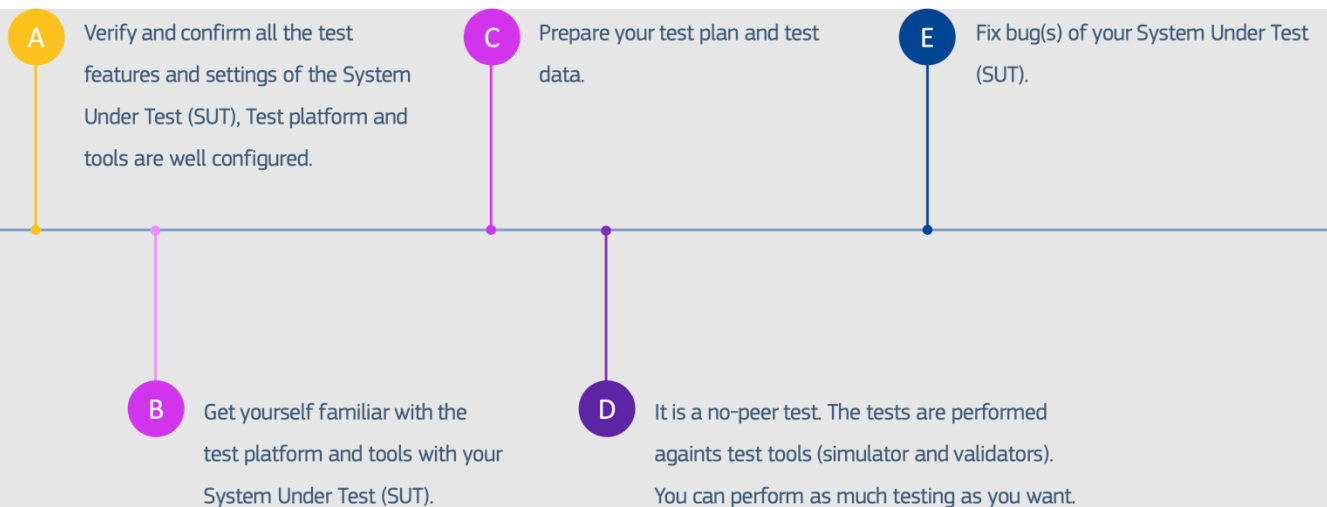 A
Verify and confirm all the test
features and settings of the System
Under Test (SUT), Test platform and
tools are well configured.
B
Get yourself familiar with the
test platform and tools with your
System Under Test (SUT).
C
Prepare your test plan and test
data.
D
It is a no-peer test. The tests are performed
againts test tools (simulator and validators).
You can perform as much testing as you want.
E
Fix bug(s) of your System Under Test
(SUT).